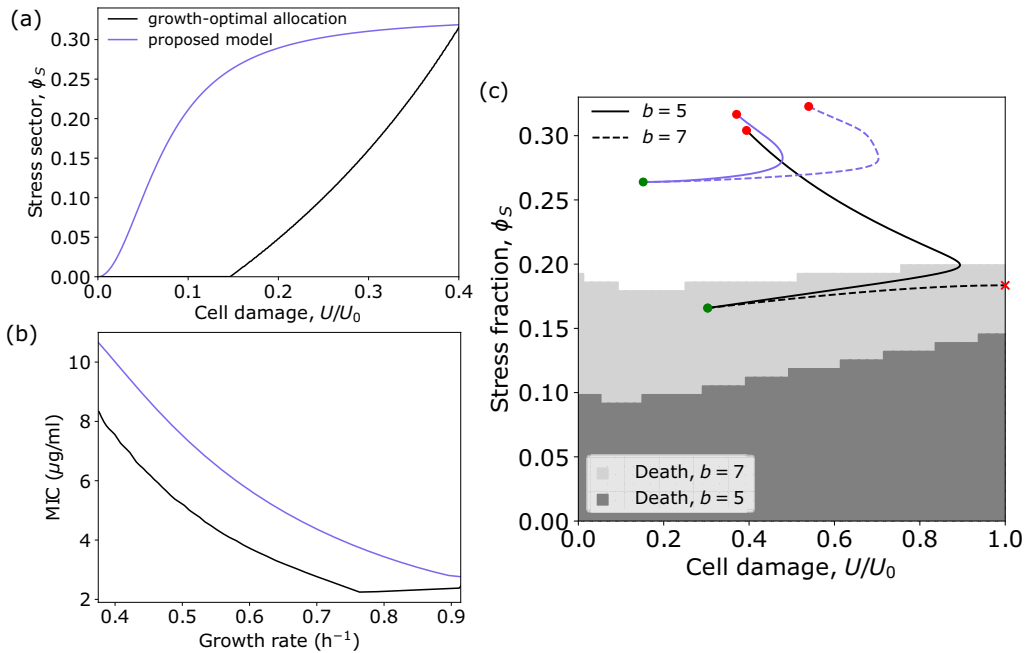 (a)
growth-optimal allocation
proposed model
Stress sector, ϕ_S
0.30
0.25
0.20
0.15
0.10
0.05
0.00
0.0 0.1 0.2 0.3 0.4
Cell damage, U/U₀
(b)
MIC (μg/ml)
10
8
6
4
2
0.4 0.5 0.6 0.7 0.8 0.9
Growth rate (h⁻¹)
(c)
b = 5
b = 7
Stress fraction, ϕ_S
0.30
0.25
0.20
0.15
0.10
0.05
0.00
Death, b = 7
Death, b = 5
0.0 0.2 0.4 0.6 0.8 1.0
Cell damage, U/U₀